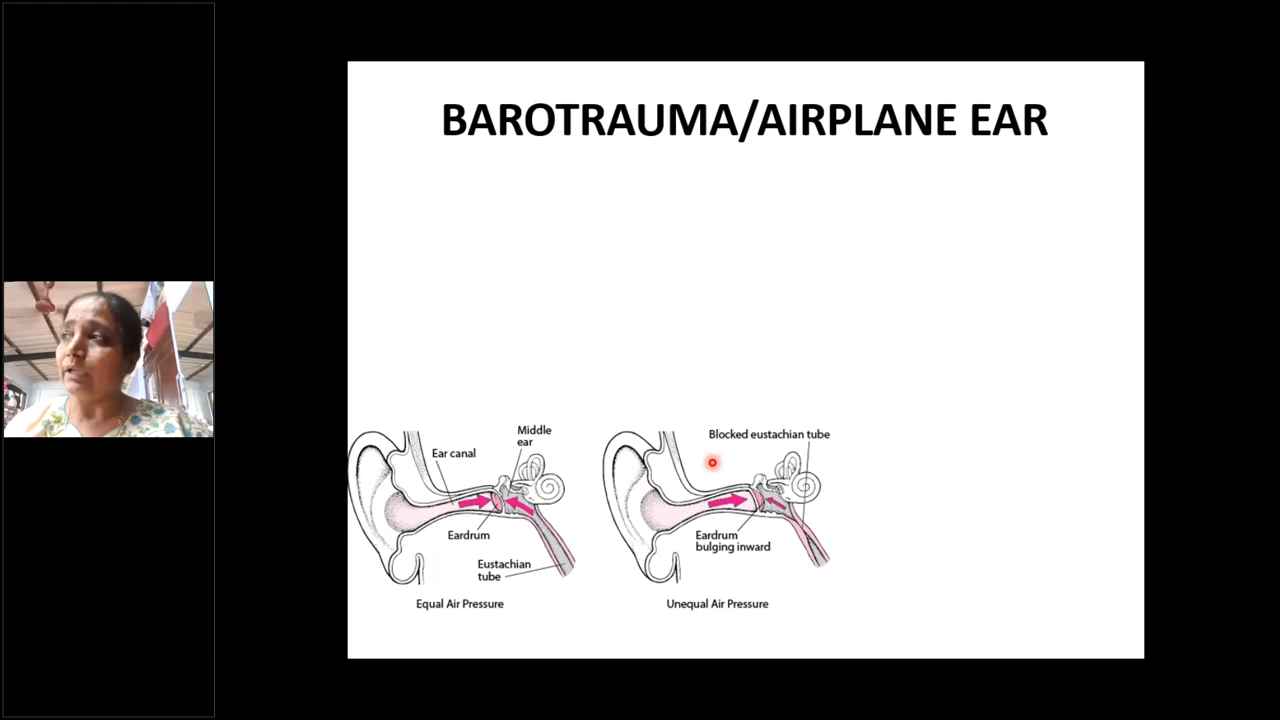 BAROTRAUMA/AIRPLANE EAR
Middle
ear
Ear canal
Eardrum
Eustachian
tube
Equal Air Pressure
Blocked eustachian tube
Eardrum
bulging inward
Unequal Air Pressure